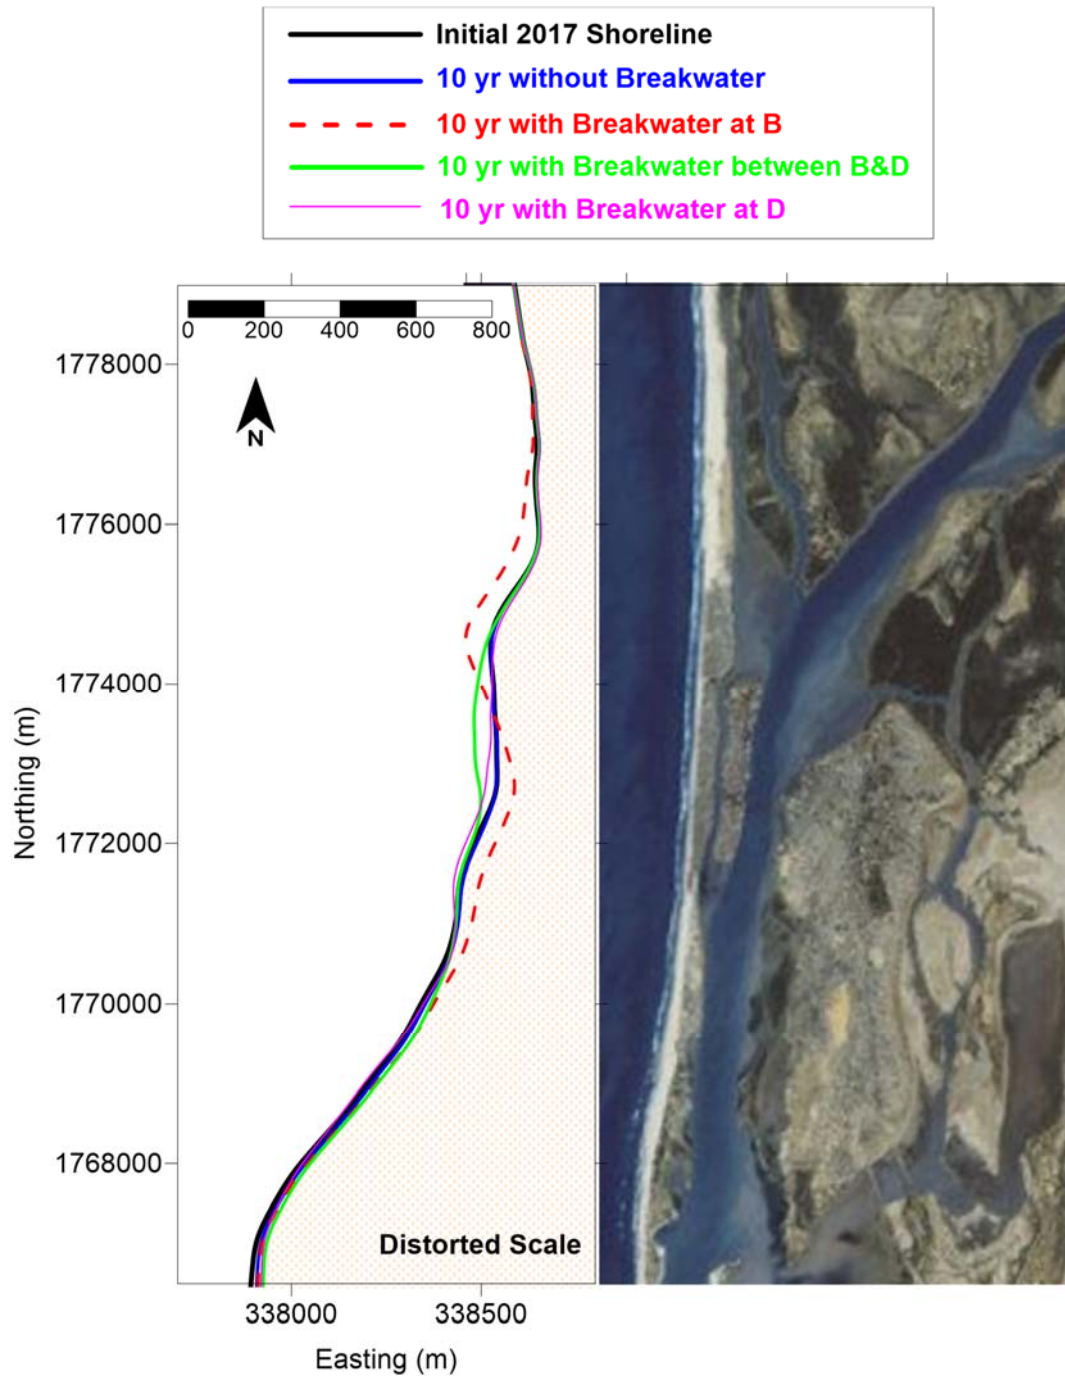 Initial 2017 Shoreline
10 yr without Breakwater
10 yr with Breakwater at B
10 yr with Breakwater between B&D
10 yr with Breakwater at D
0 200 400 600 800
N
1778000
1776000
1774000
1772000
1770000
1768000
Northing (m)
Distorted Scale
338000 338500
Easting (m)